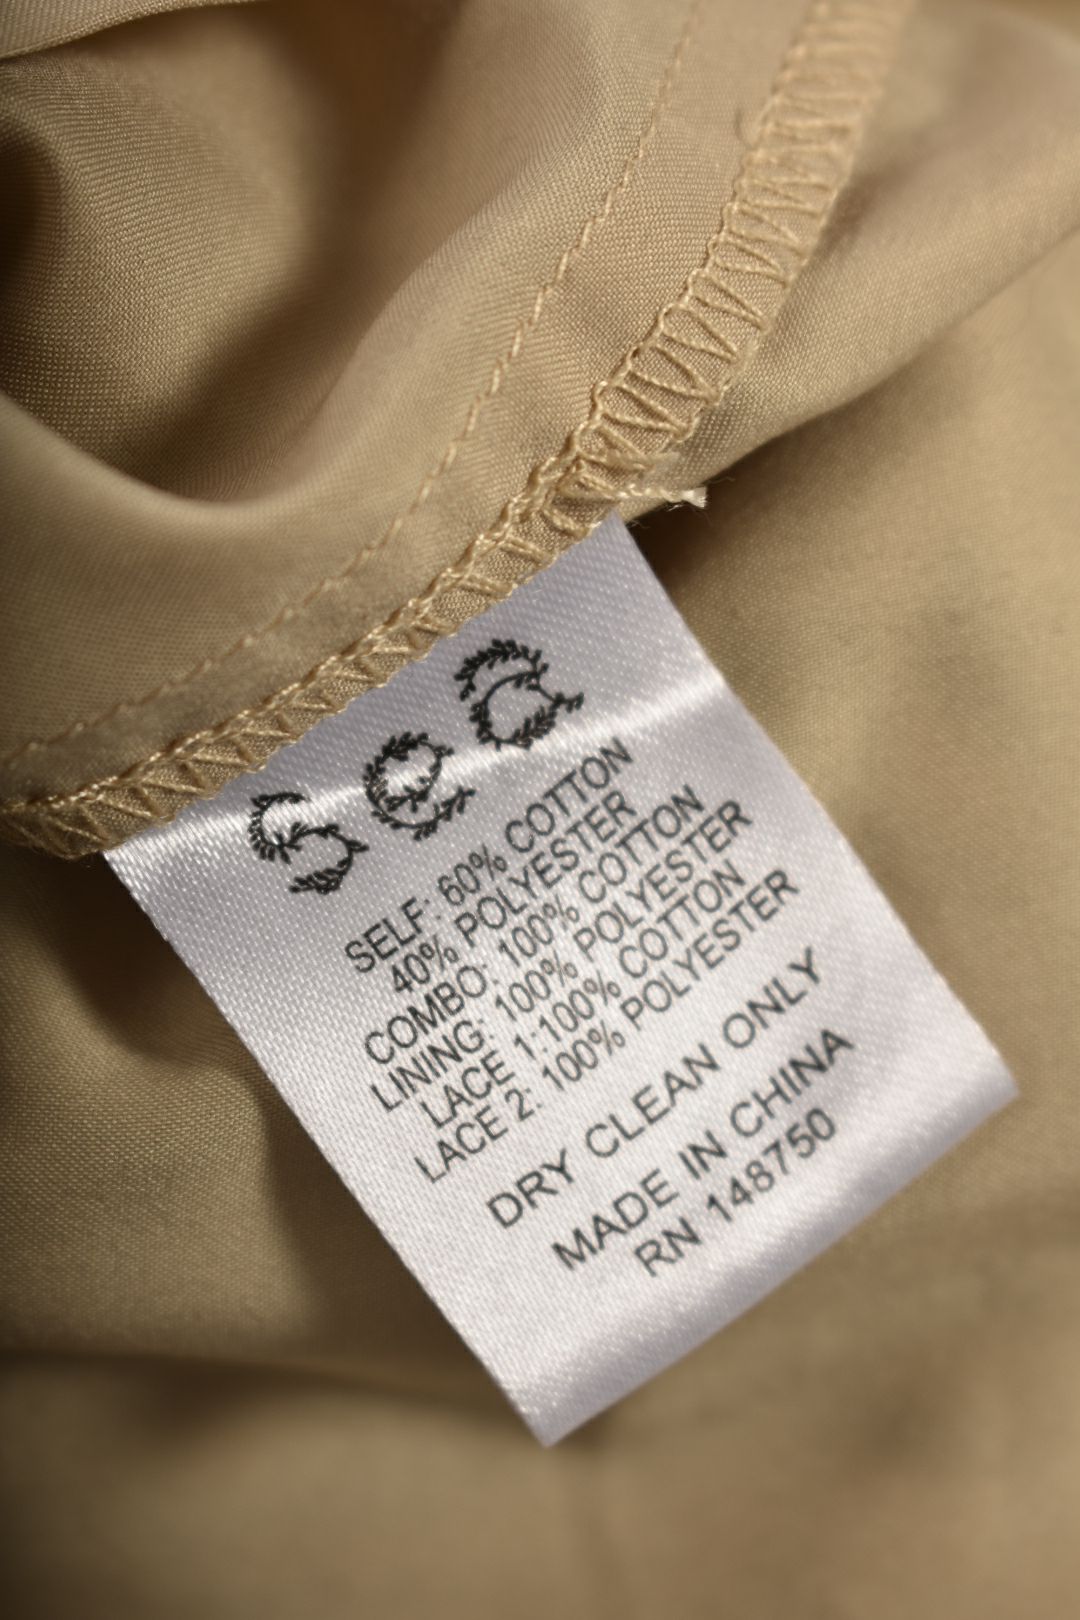 SELF: 60% COTTON
40% POLYESTER
COMBO: 100% COTTON
LINING: 100% POLYESTER
LACE 1:100% COTTON
LACE 2: 100% POLYESTER
DRY CLEAN ONLY
MADE IN CHINA
RN 148750